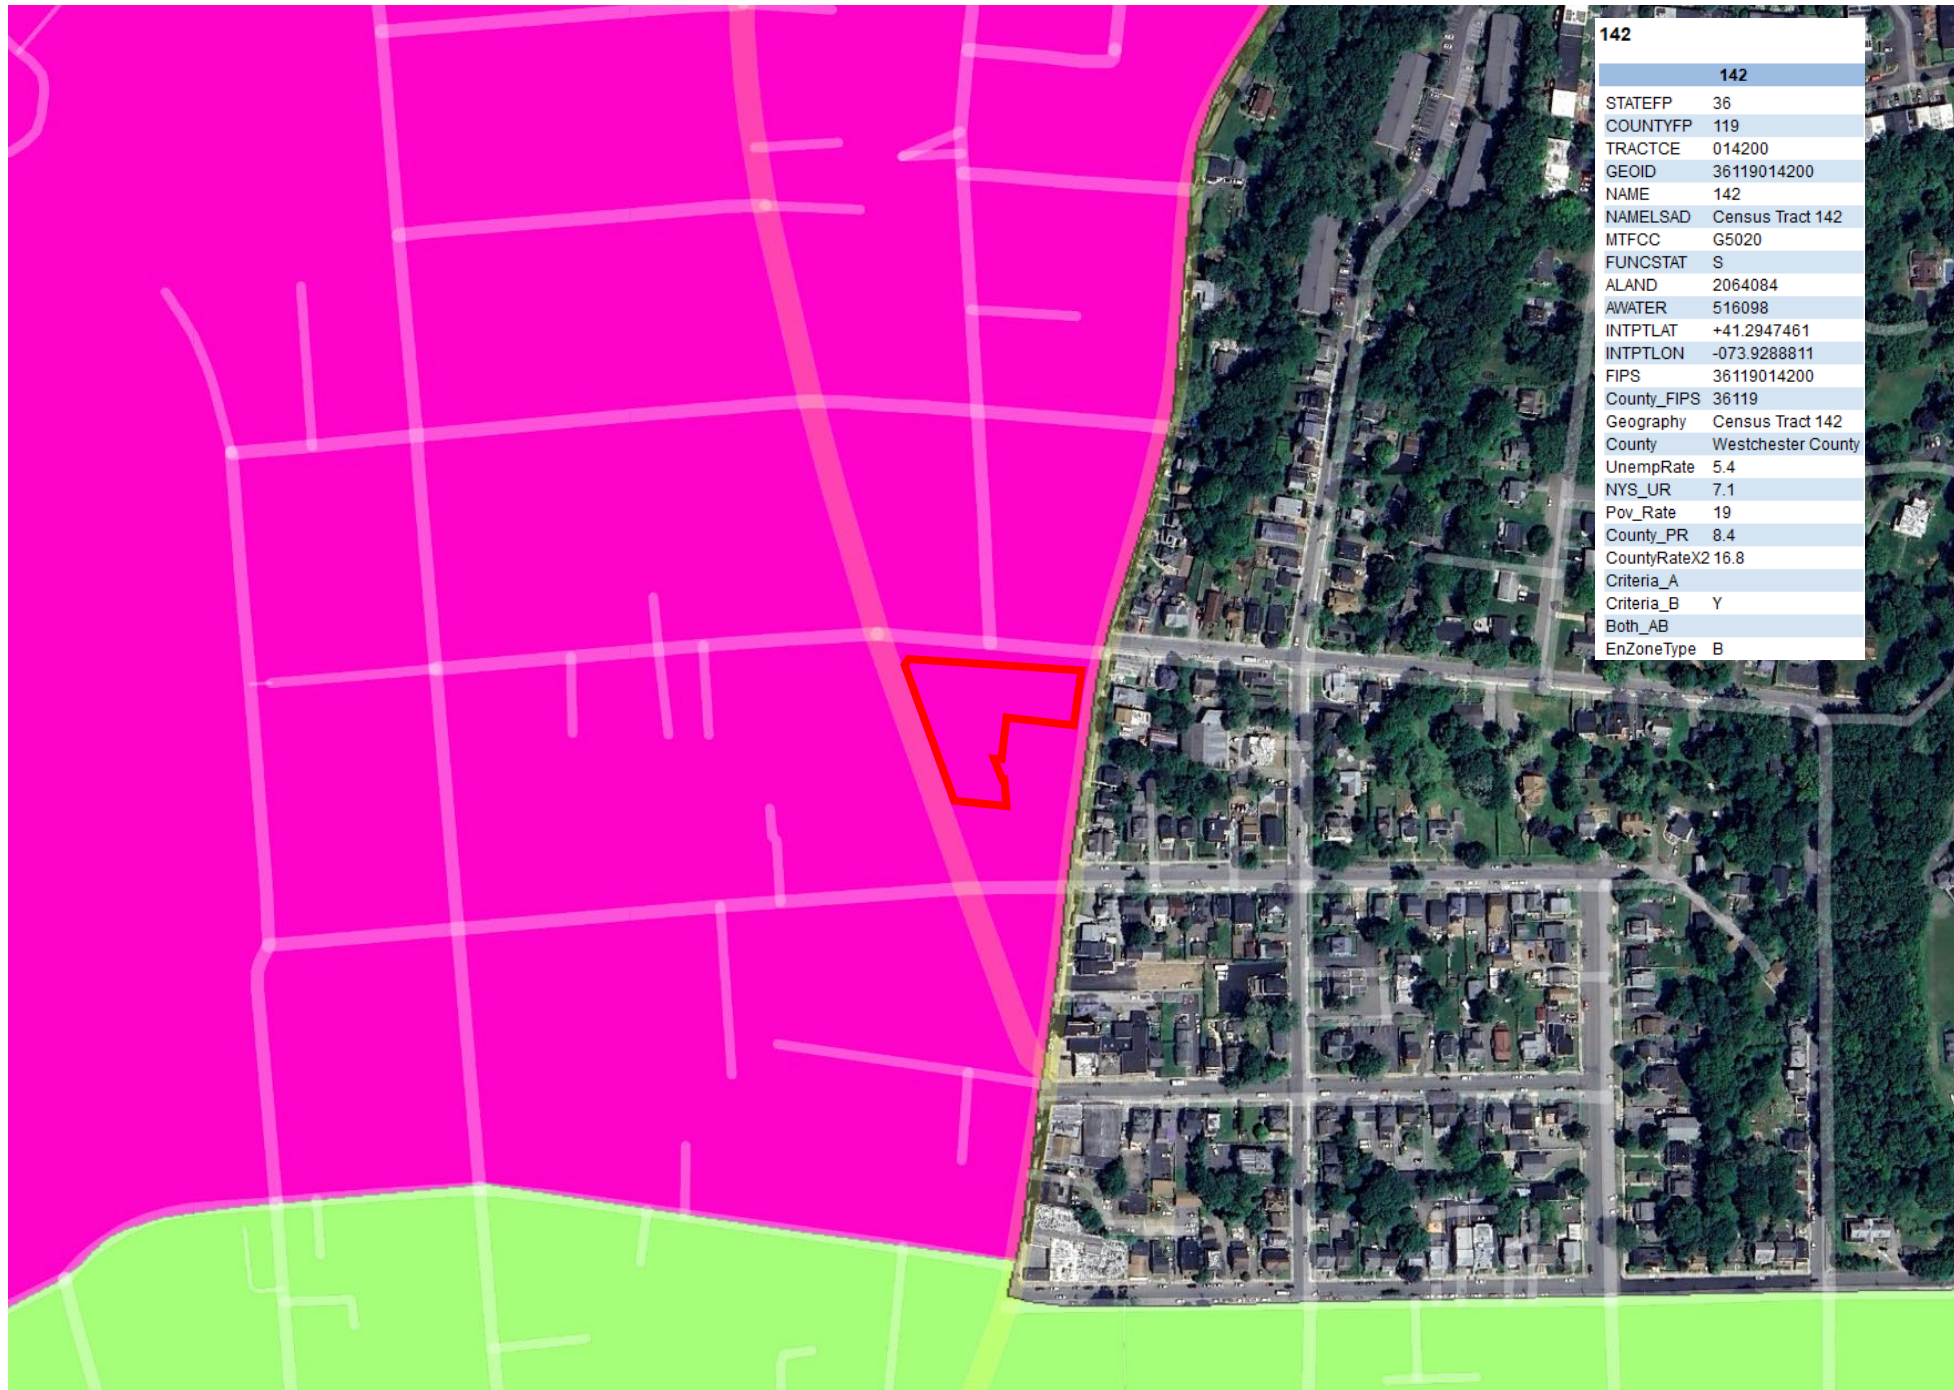 142
142
STATEFP 36
COUNTYFP 119
TRACTCE 014200
GEOID 36119014200
NAME 142
NAMELSAD Census Tract 142
MTFCC G5020
FUNCSTAT S
ALAND 2064084
AWATER 516098
INTPTLAT +41.2947461
INTPTLON -073.9288811
FIPS 36119014200
County_FIPS 36119
Geography Census Tract 142
County Westchester County
UnempRate 5.4
NYS_UR 7.1
Pov_Rate 19
County_PR 8.4
CountyRateX2 16.8
Criteria_A
Criteria_B Y
Both_AB
EnZoneType B